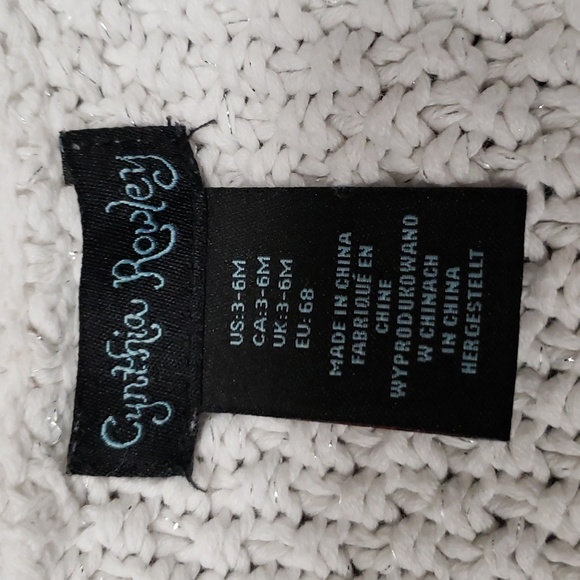 Cynthia Rowley
US:3-6M
CA:3-6M
UK:3-6M
EU:68
MADE IN CHINA
FABRIQUÉ EN
CHINE
WYPRODUKOWANO
W CHINACH
IN CHINA
HERGESTELLT